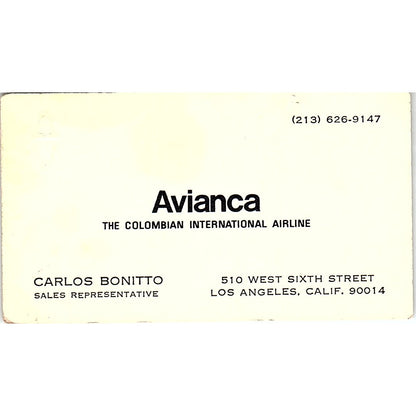 (213) 626-9147
Avianca
THE COLOMBIAN INTERNATIONAL AIRLINE
CARLOS BONITTO
SALES REPRESENTATIVE
510 WEST SIXTH STREET
LOS ANGELES, CALIF. 90014